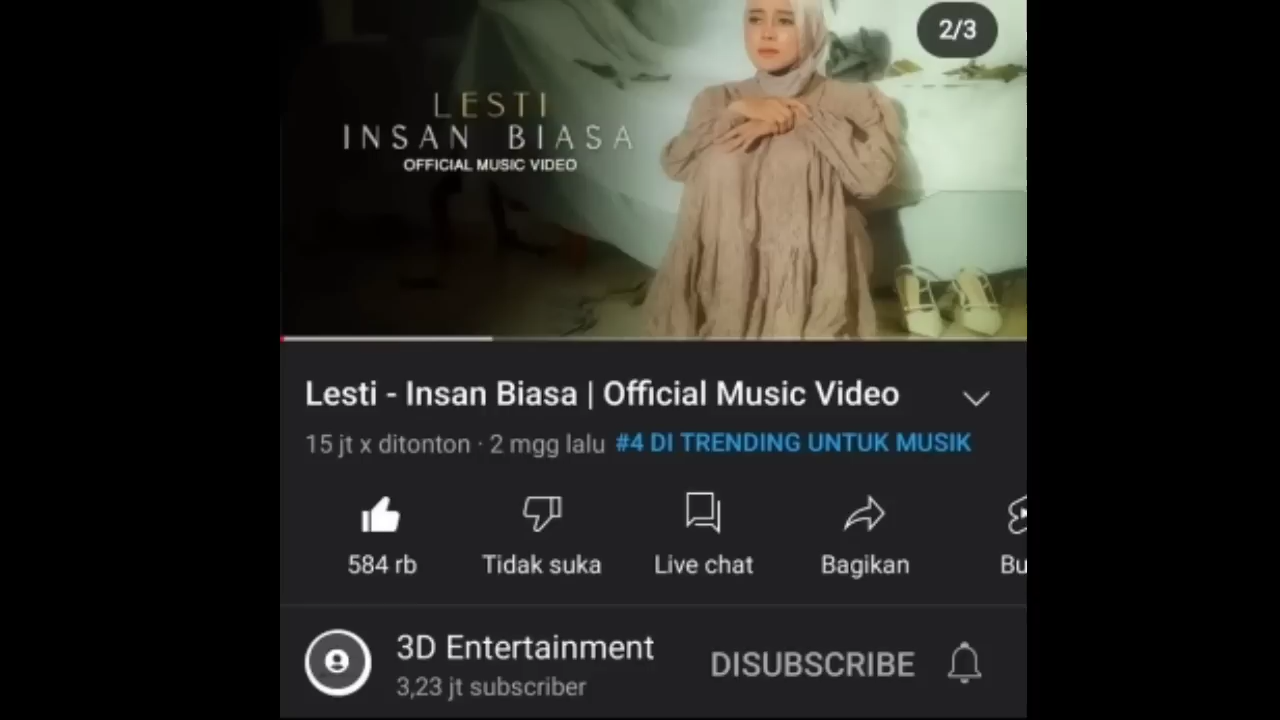 2/3
LESTI
INSAN BIASA
OFFICIAL MUSIC VIDEO
Lesti - Insan Biasa | Official Music Video
15 jt x ditonton · 2 mgg lalu #4 DI TRENDING UNTUK MUSIK
584 rb Tidak suka Live chat Bagikan Bu
3D Entertainment
DISUBSCRIBE
3,23 jt subscriber